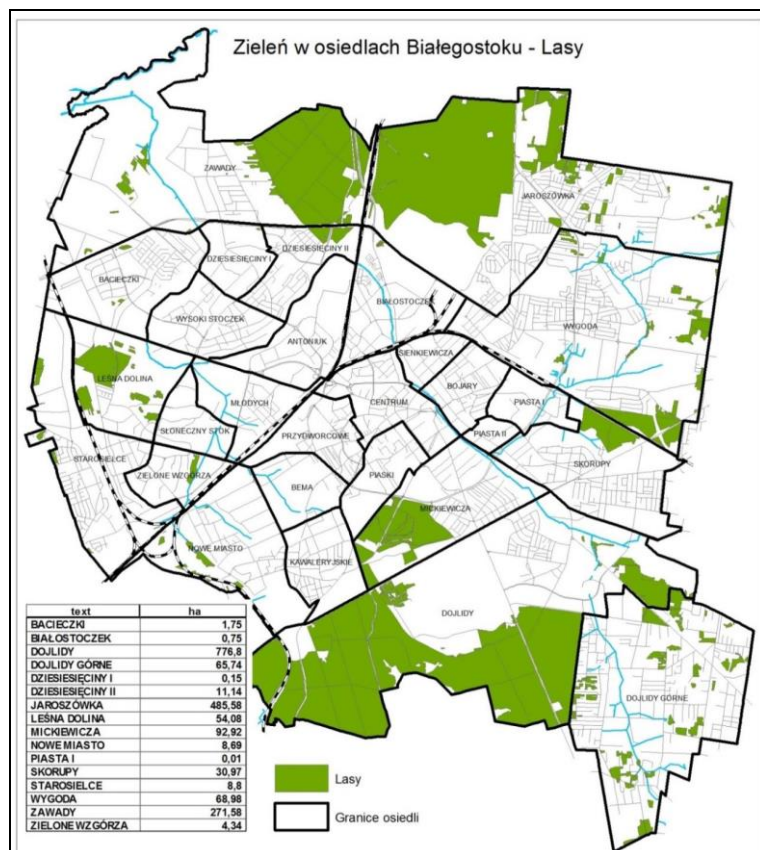 Zieleń w osiedlach Białegostoku - Lasy
ZAWADY
JAROSZÓWKA
DZIESIESIĘCINY II
DZIESIESIĘCINY I
BACIECZKI
BIAŁOSTOCZEK
WYSOKI STOCZEK
WYGODA
ANTONIUK
SIENKIEWICZA
LEŚNA DOLINA
BOJARY
MŁODYCH
CENTRUM
PIASTA I
SŁONECZNY STOK
PRZYDWORCOWE
PIASTA II
STAROSIELCE
SKORUPY
ZIELONE WZGÓRZA
PIASKI
BEMA
MICKIEWICZA
NOWE MIASTO
KAWALERYJSKIE
DOJLIDY
DOJLIDY GÓRNE
text ha
BACIECZKI 1,75
BIAŁOSTOCZEK 0,75
DOJLIDY 776,8
DOJLIDY GÓRNE 65,74
DZIESIESIĘCINY I 0,15
DZIESIESIĘCINY II 11,14
JAROSZÓWKA 485,58
LEŚNA DOLINA 54,08
MICKIEWICZA 92,92
NOWE MIASTO 8,69
PIASTA I 0,01
SKORUPY 30,97
STAROSIELCE 8,8
WYGODA 68,98
ZAWADY 271,58
ZIELONE WZGÓRZA 4,34
Lasy
Granice osiedli